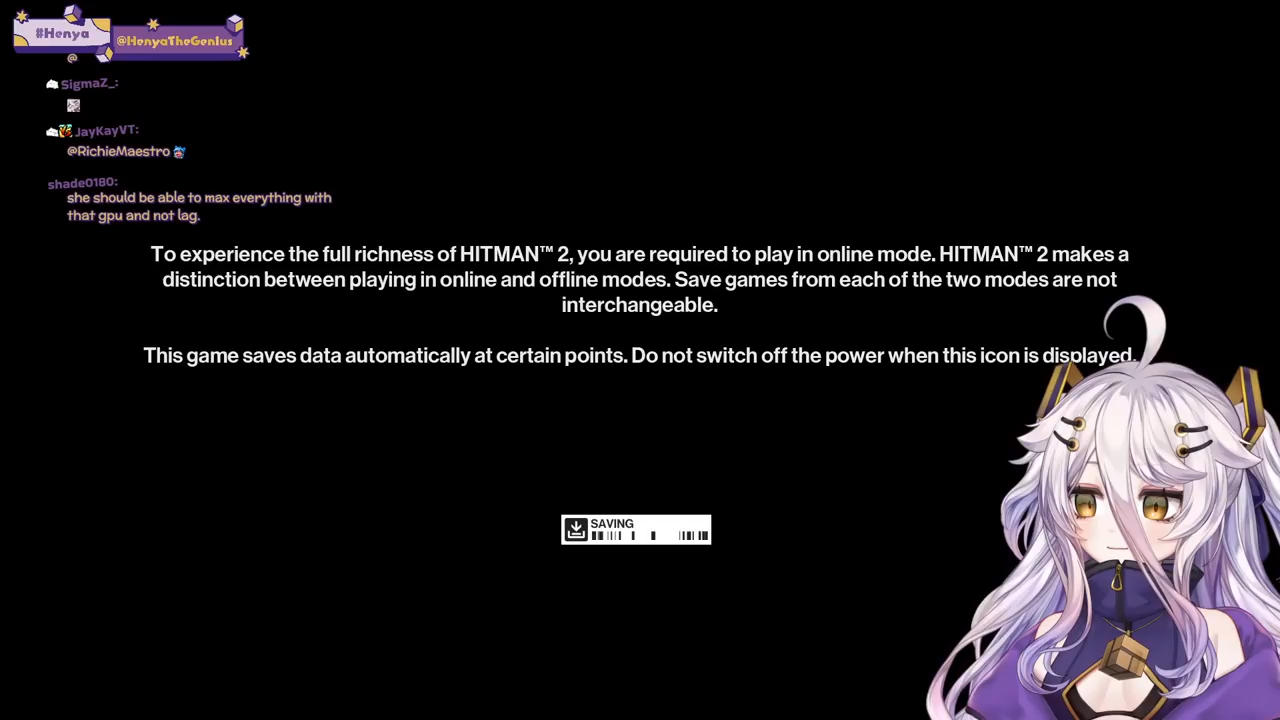 #Henya
@HenyaTheGenius
@
SigmaZ_:
JayKayVT:
@RichieMaestro
shade0180:
she should be able to max everything with
that gpu and not lag.
To experience the full richness of HITMAN™ 2, you are required to play in online mode. HITMAN™ 2 makes a
distinction between playing in online and offline modes. Save games from each of the two modes are not
interchangeable.
This game saves data automatically at certain points. Do not switch off the power when this icon is displayed.
SAVING